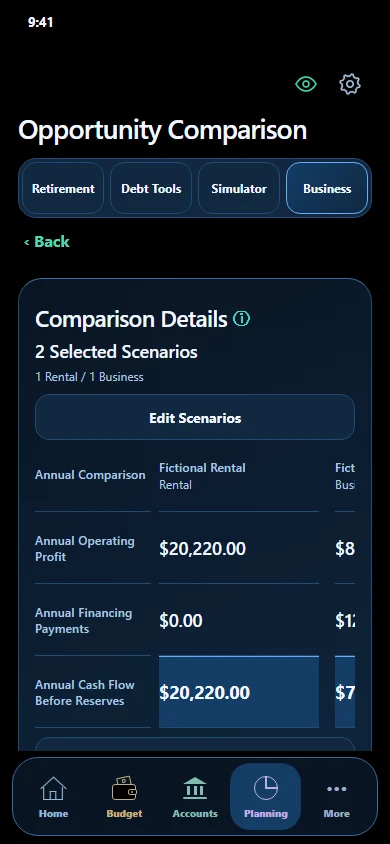 9:41
Opportunity Comparison
Retirement
Debt Tools
Simulator
Business
‹ Back
Comparison Details
2 Selected Scenarios
1 Rental / 1 Business
Edit Scenarios
Annual Comparison
Fictional Rental
Rental
Annual Operating
Profit
$20,220.00
Annual Financing
Payments
$0.00
Annual Cash Flow
Before Reserves
$20,220.00
Home
Budget
Accounts
Planning
More